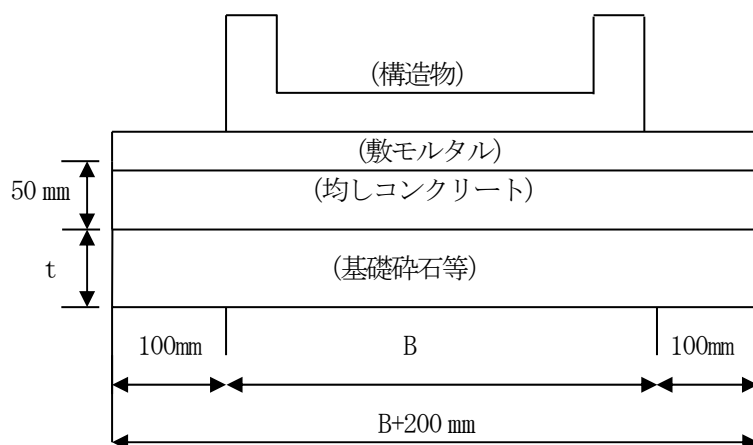 (構造物)
(敷モルタル)
50 mm
(均しコンクリート)
t
(基礎砕石等)
100mm
B
100mm
B+200 mm